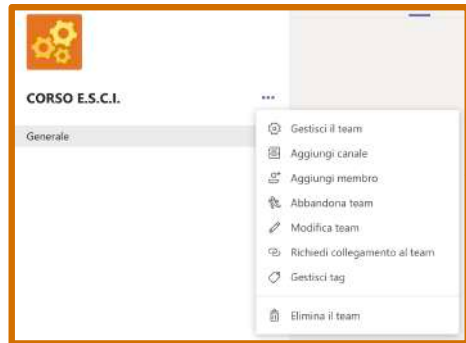 CORSO E.S.C.I.
...
Generale
Gestisci il team
Aggiungi canale
Aggiungi membro
Abbandona team
Modifica team
Richiedi collegamento al team
Gestisci tag
Elimina il team